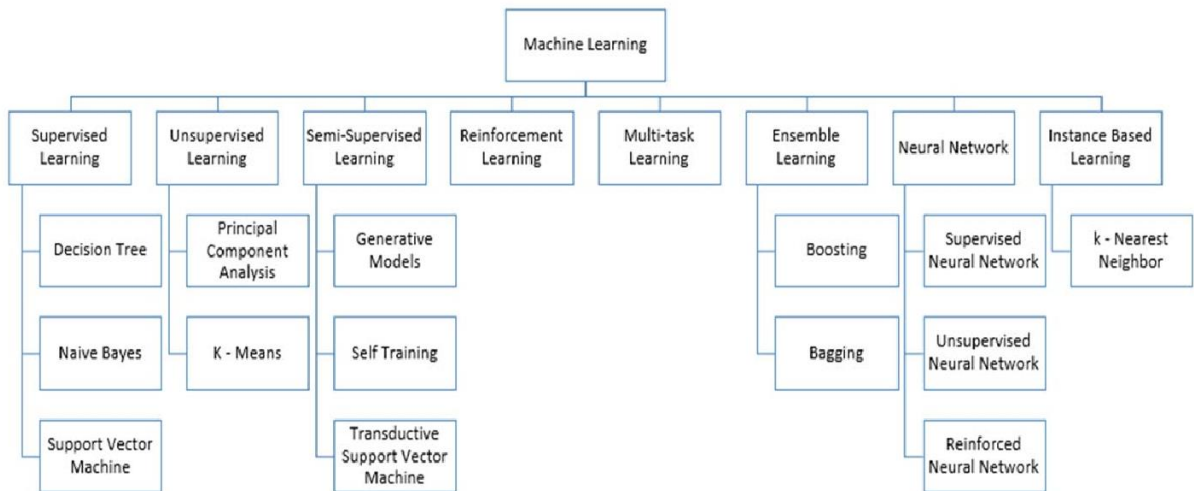 Machine Learning
Supervised
Learning
Unsupervised
Learning
Semi-Supervised
Learning
Reinforcement
Learning
Multi-task
Learning
Ensemble
Learning
Neural Network
Instance Based
Learning
Decision Tree
Principal
Component
Analysis
Generative
Models
Boosting
Supervised
Neural Network
k - Nearest
Neighbor
Naive Bayes
K - Means
Self Training
Bagging
Unsupervised
Neural Network
Support Vector
Machine
Transductive
Support Vector
Machine
Reinforced
Neural Network